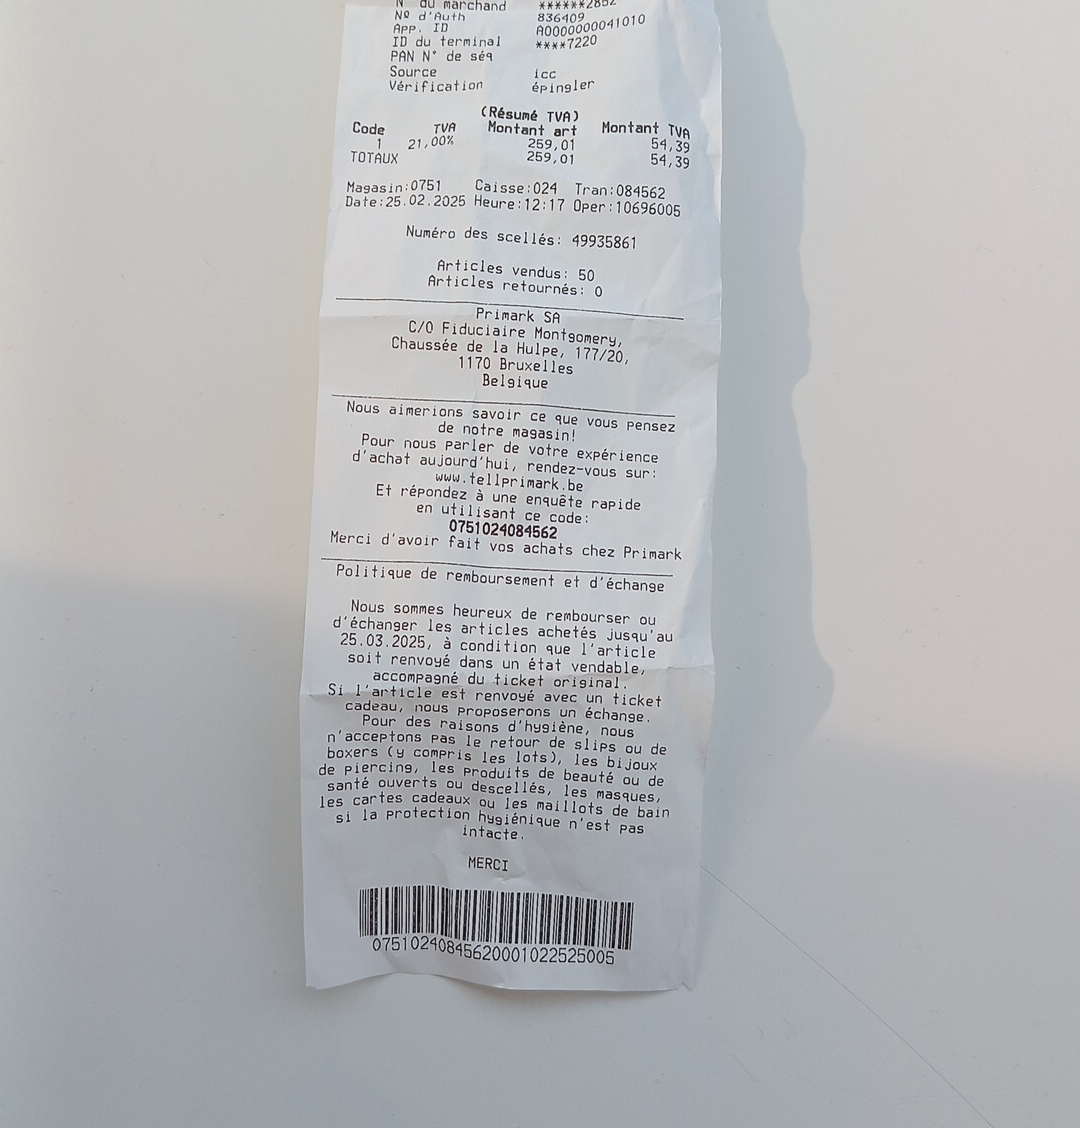 N° du marchand ******2852
Nº d'Auth 836409
App. ID A0000000041010
ID du terminal ****7220
PAN N° de séq
Source icc
Vérification épingler
(Résumé TVA)
Code TVA Montant art Montant TVA
1 21,00% 259,01 54,39
TOTAUX 259,01 54,39
Magasin:0751 Caisse:024 Tran:084562
Date:25.02.2025 Heure:12:17 Oper:10696005
Numéro des scellés: 49935861
Articles vendus: 50
Articles retournés: 0
Primark SA
C/O Fiduciaire Montgomery,
Chaussée de la Hulpe, 177/20,
1170 Bruxelles
Belgique
Nous aimerions savoir ce que vous pensez
de notre magasin!
Pour nous parler de votre expérience
d'achat aujourd'hui, rendez-vous sur:
www.tellprimark.be
Et répondez à une enquête rapide
en utilisant ce code:
0751024084562
Merci d'avoir fait vos achats chez Primark
Politique de remboursement et d'échange
Nous sommes heureux de rembourser ou
d'échanger les articles achetés jusqu'au
25.03.2025, à condition que l'article
soit renvoyé dans un état vendable,
accompagné du ticket original.
Si l'article est renvoyé avec un ticket
cadeau, nous proposerons un échange.
Pour des raisons d'hygiène, nous
n'acceptons pas le retour de slips ou de
boxers (y compris les lots), les bijoux
de piercing, les produits de beauté ou de
santé ouverts ou descellés, les masques,
les cartes cadeaux ou les maillots de bain
si la protection hygiénique n'est pas
intacte.
MERCI
07510240845620001022525005